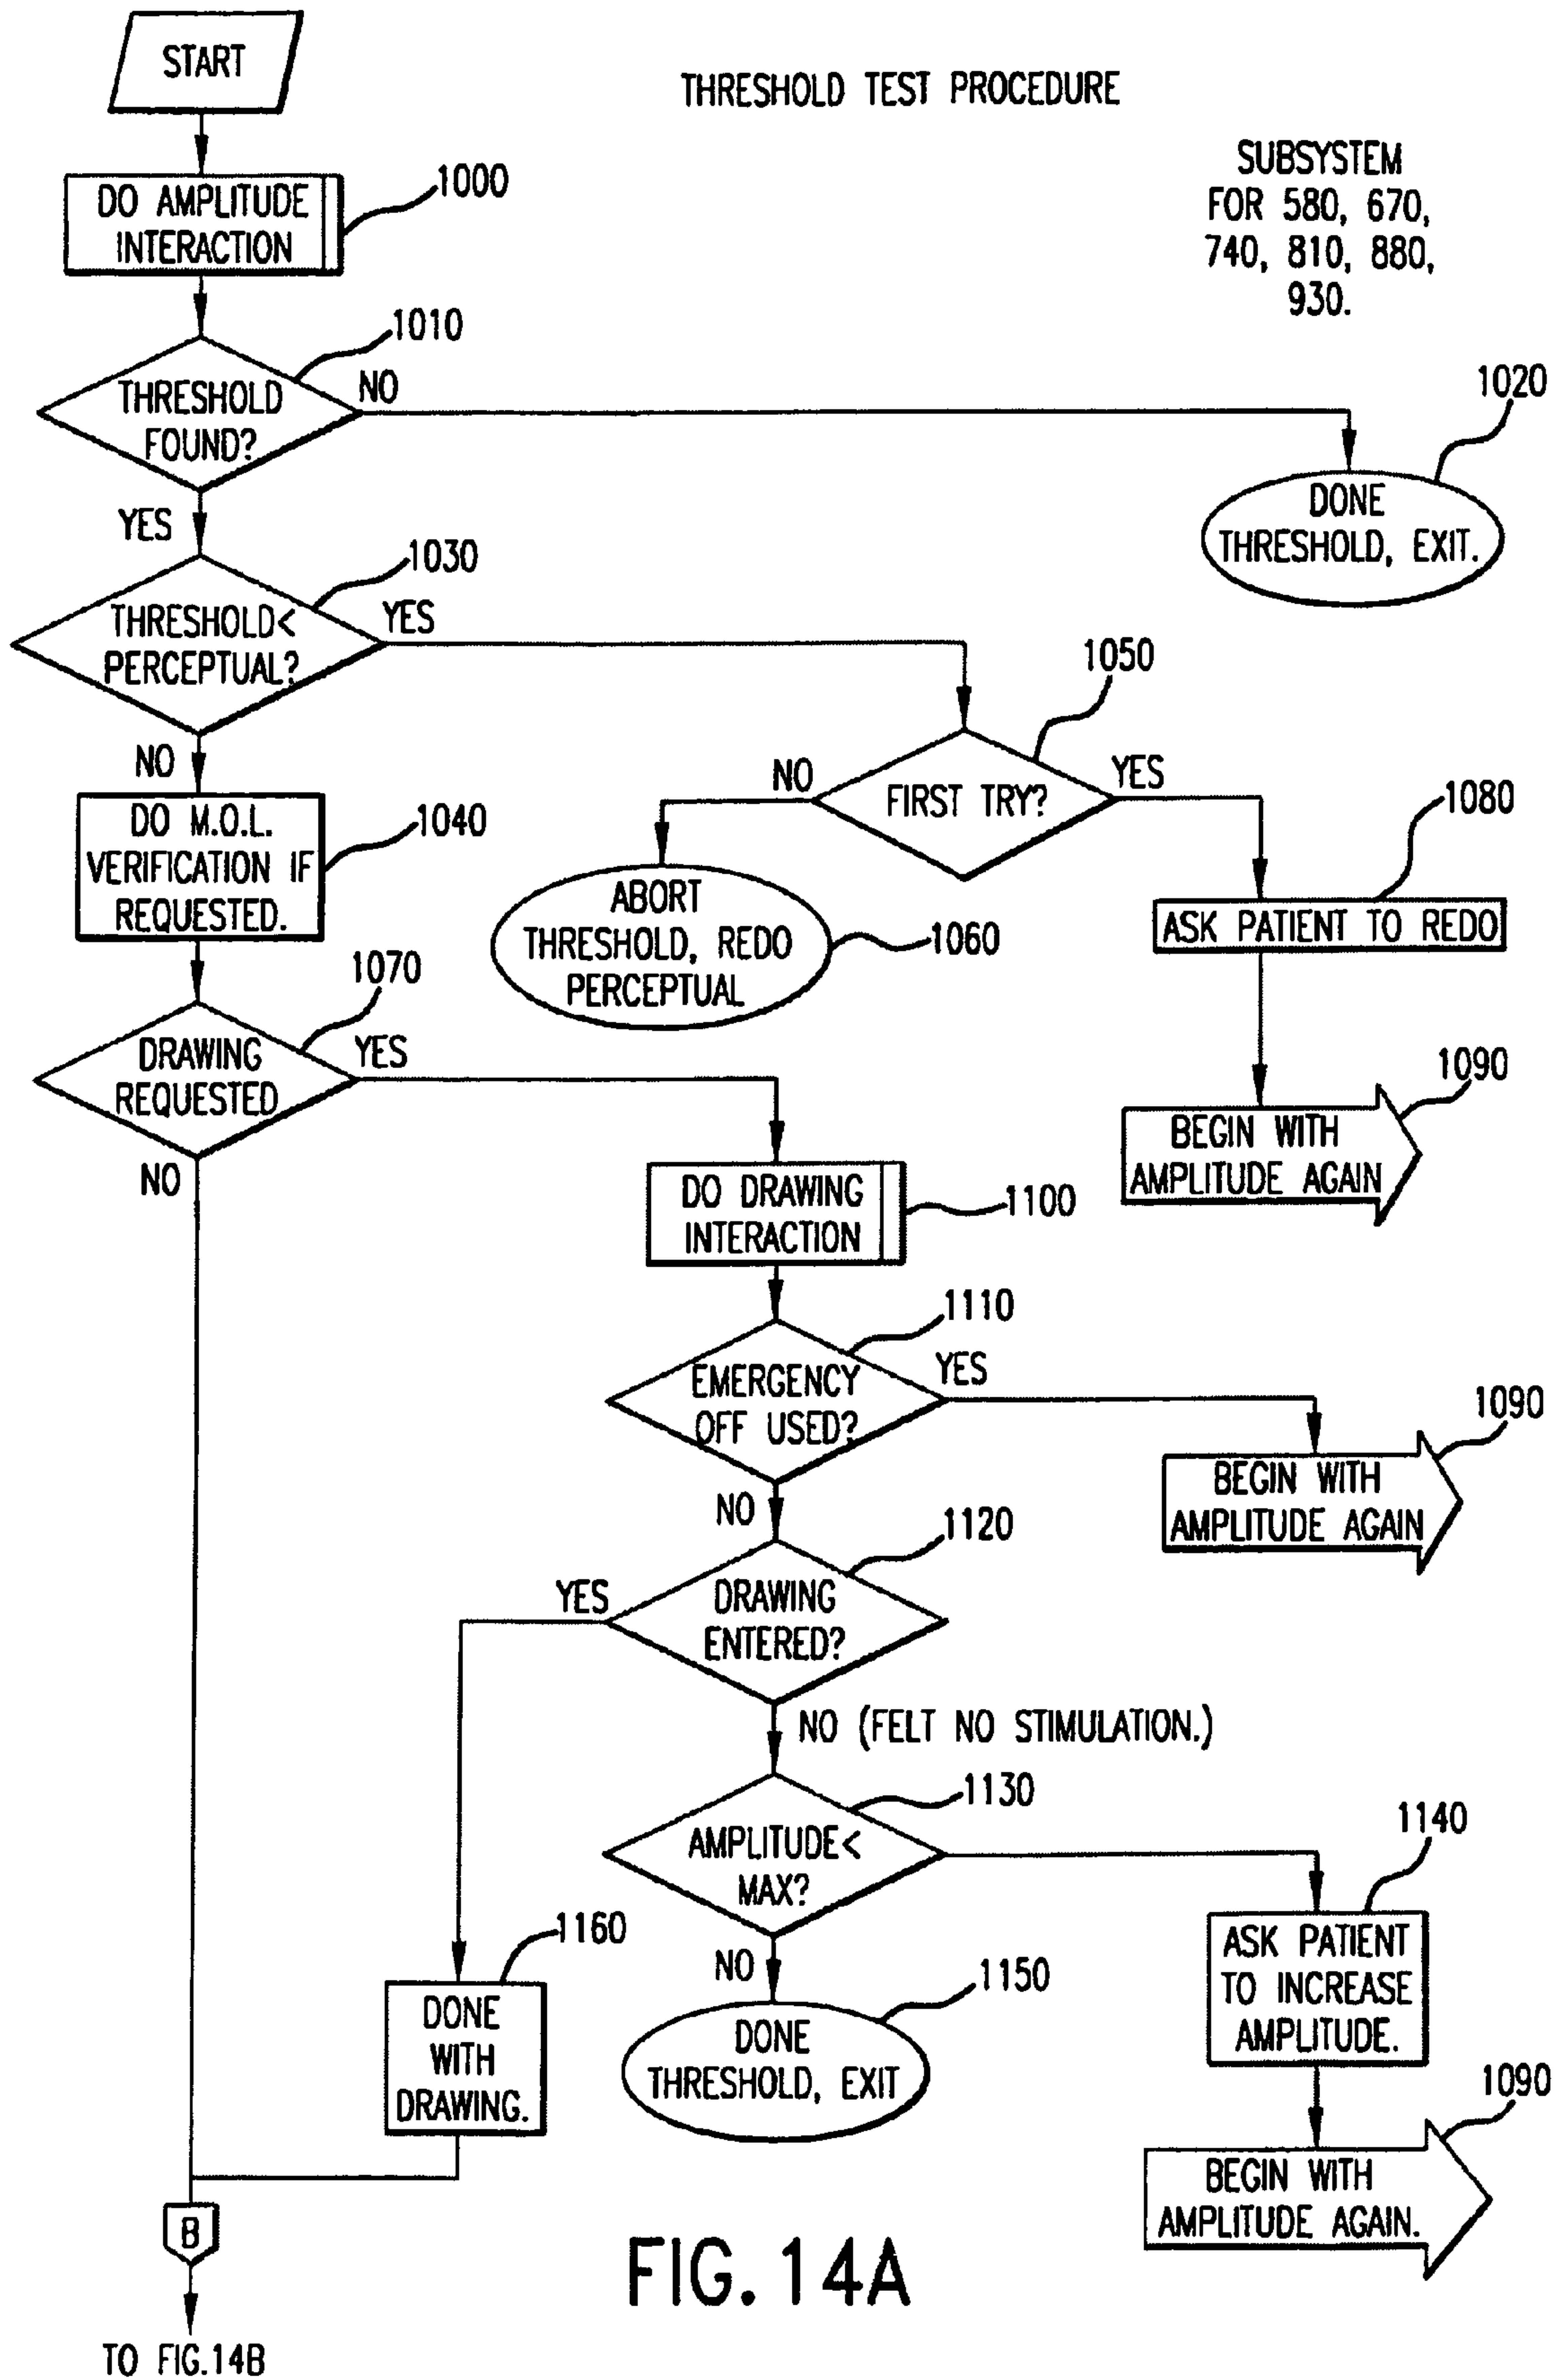 START
THRESHOLD TEST PROCEDURE
SUBSYSTEM
FOR 580, 670,
740, 810, 880,
930.
DO AMPLITUDE
INTERACTION
1000
1010
THRESHOLD
FOUND?
NO
1020
DONE
THRESHOLD, EXIT.
YES
1030
THRESHOLD<
PERCEPTUAL?
YES
1050
NO
FIRST TRY?
NO
YES
DO M.O.L.
VERIFICATION IF
REQUESTED.
1040
1080
ASK PATIENT TO REDO
ABORT
THRESHOLD, REDO
PERCEPTUAL
1060
1070
DRAWING
REQUESTED
YES
NO
1090
BEGIN WITH
AMPLITUDE AGAIN
DO DRAWING
INTERACTION
1100
1110
EMERGENCY
OFF USED?
YES
1090
BEGIN WITH
AMPLITUDE AGAIN
NO
1120
DRAWING
ENTERED?
YES
NO (FELT NO STIMULATION.)
1130
AMPLITUDE<
MAX?
1140
ASK PATIENT
TO INCREASE
AMPLITUDE.
NO
1160
DONE
WITH
DRAWING.
1150
DONE
THRESHOLD, EXIT
1090
BEGIN WITH
AMPLITUDE AGAIN.
B
TO FIG.14B
FIG. 14A